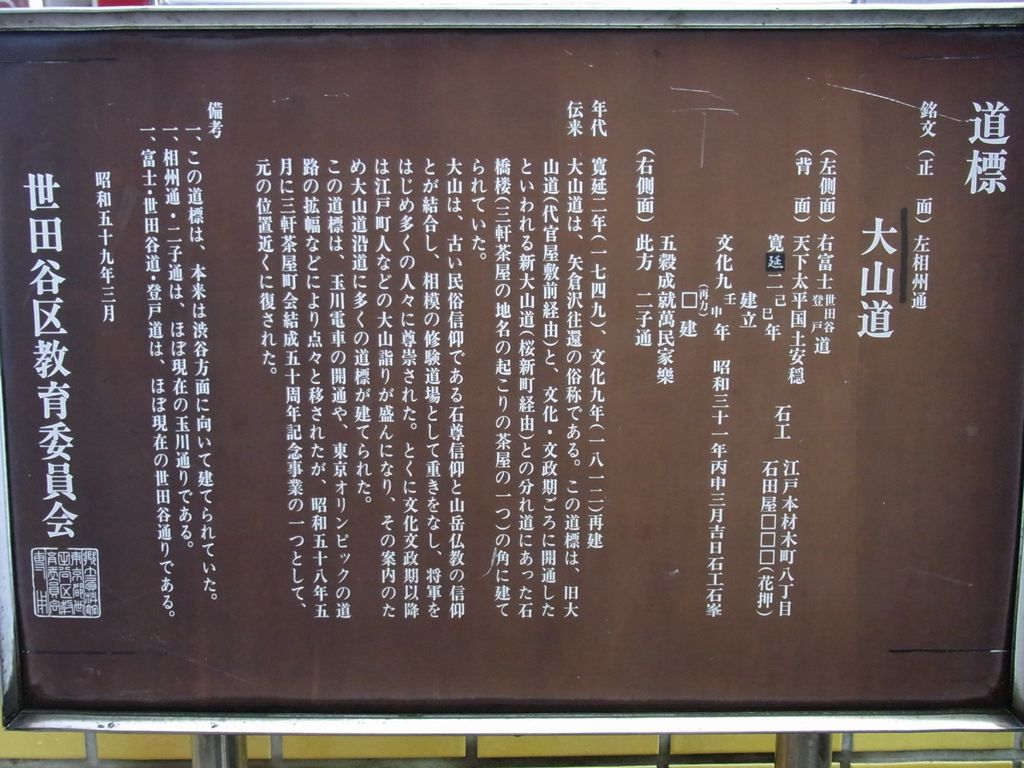 道標
銘文（正　面）左相州通
大山道
（左側面）右富士世田谷登戸道
（背　面）天下太平国土安穏
寛延二己巳年　石工　江戸本材木町八丁目
建立　石田屋□□□（花押）
文化九壬申年　昭和三十一年丙申三月吉日石工石峯
（再力）
□建
五穀成就萬民家樂
（右側面）此方　二子通
年代　寛延二年（一七四九）、文化九年（一八一二）再建
伝来　大山道は、矢倉沢往還の俗称である。この道標は、旧大
山道（代官屋敷前経由）と、文化・文政期ごろに開通した
といわれる新大山道（桜新町経由）との分れ道にあった石
橋楼（三軒茶屋の地名の起こりの茶屋の一つ）の角に建て
られていた。
大山は、古い民俗信仰である石尊信仰と山岳仏教の信仰
とが結合し、相模の修験道場として重きをなし、将軍を
はじめ多くの人々に尊崇された。とくに文化文政期以降
は江戸町人などの大山詣りが盛んになり、その案内のた
め大山道沿道に多くの道標が建てられた。
この道標は、玉川電車の開通や、東京オリンピックの道
路の拡幅などにより点々と移されたが、昭和五十八年五
月に三軒茶屋町会結成五十周年記念事業の一つとして、
元の位置近くに復された。
備考
一、この道標は、本来は渋谷方面に向いて建てられていた。
一、相州通・二子通は、ほぼ現在の玉川通りである。
一、富士・世田谷道・登戸道は、ほぼ現在の世田谷通りである。
昭和五十九年三月
世田谷区教育委員会